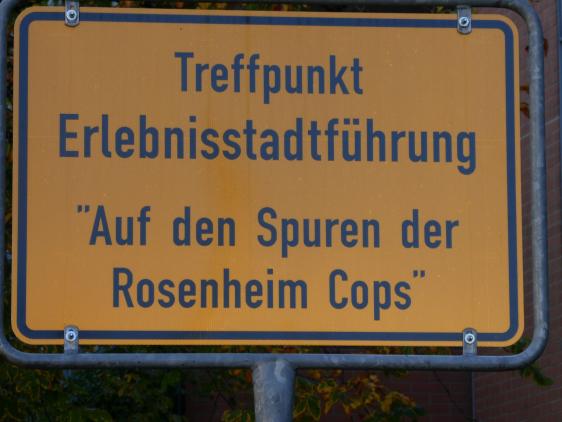 Treffpunkt
Erlebnisstadtführung
"Auf den Spuren der
Rosenheim Cops"